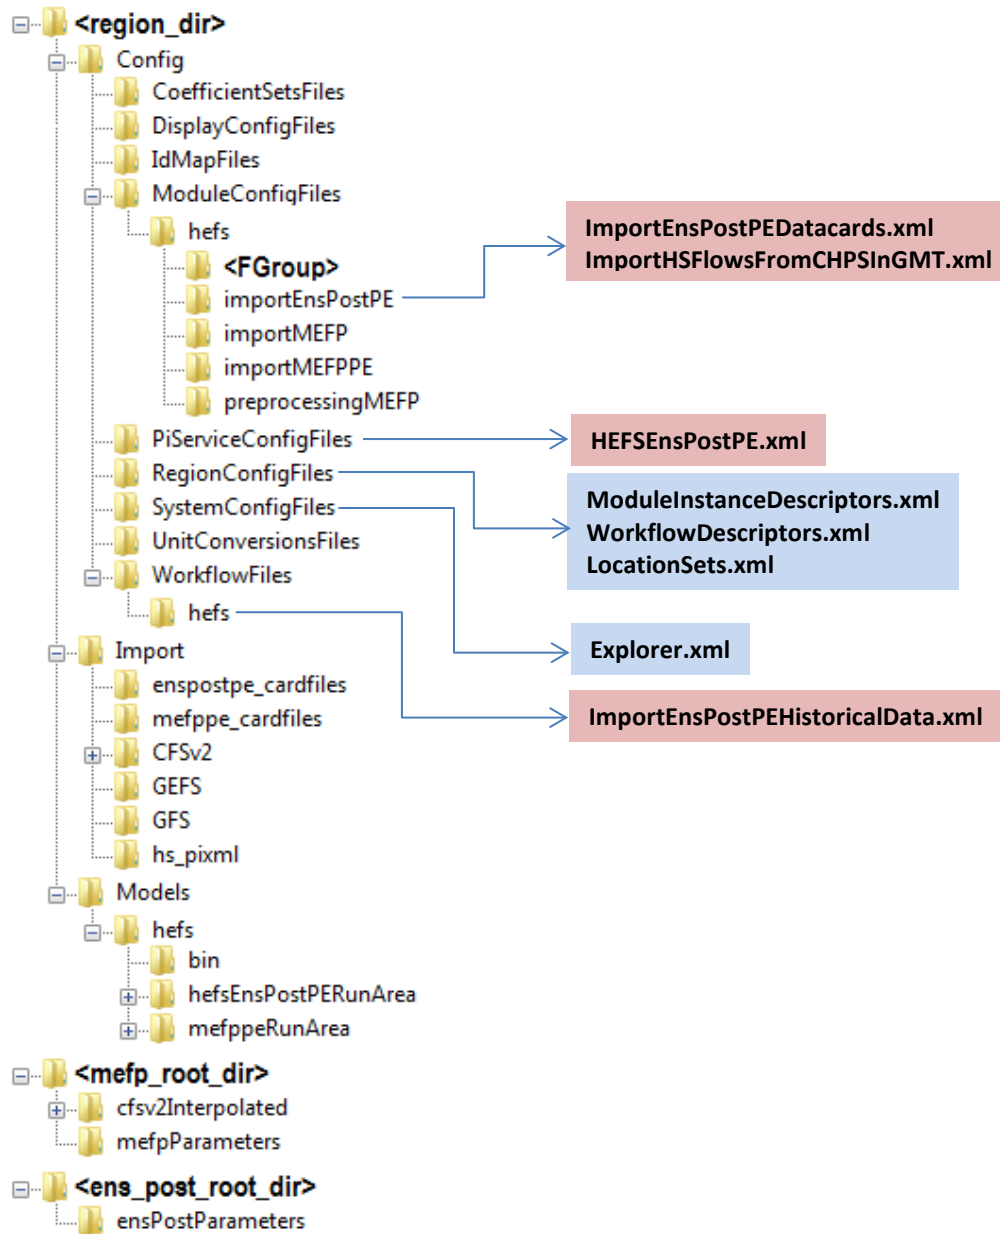 <region_dir>
Config
CoefficientSetsFiles
DisplayConfigFiles
IdMapFiles
ModuleConfigFiles
hefs
<FGroup>
importEnsPostPE
importMEFP
importMEFPPE
preprocessingMEFP
ImportEnsPostPEDatacards.xml
ImportHSFlowsFromCHPSInGMT.xml
PiServiceConfigFiles
HEFSEnsPostPE.xml
RegionConfigFiles
SystemConfigFiles
UnitConversionsFiles
WorkflowFiles
hefs
ModuleInstanceDescriptors.xml
WorkflowDescriptors.xml
LocationSets.xml
Explorer.xml
ImportEnsPostPEHistoricalData.xml
Import
enspostpe_cardfiles
mefppe_cardfiles
CFSv2
GEFS
GFS
hs_pixml
Models
hefs
bin
hefsEnsPostPERunArea
mefppeRunArea
<mefp_root_dir>
cfsv2Interpolated
mefpParameters
<ens_post_root_dir>
ensPostParameters